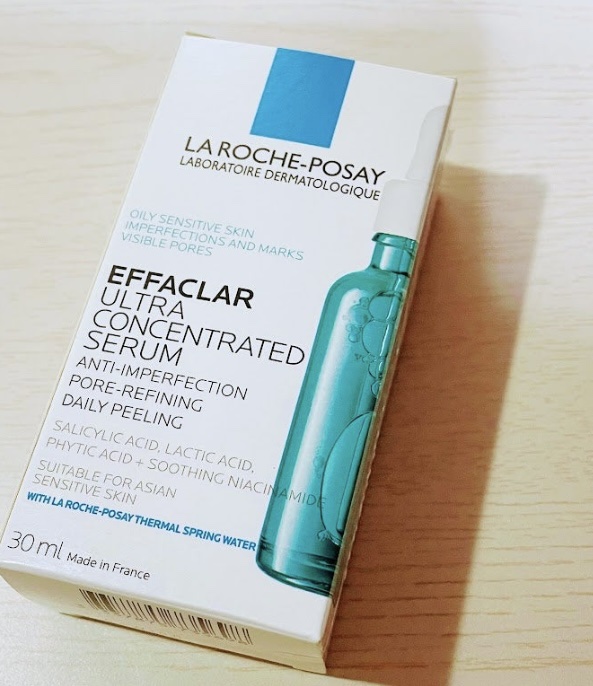 LA ROCHE-POSAY
LABORATOIRE DERMATOLOGIQUE
OILY SENSITIVE SKIN
IMPERFECTIONS AND MARKS
VISIBLE PORES
EFFACLAR
ULTRA
CONCENTRATED
SERUM
ANTI-IMPERFECTION
PORE-REFINING
DAILY PEELING
SALICYLIC ACID, LACTIC ACID,
PHYTIC ACID + SOOTHING NIACINAMIDE
SUITABLE FOR ASIAN
SENSITIVE SKIN
WITH LA ROCHE-POSAY THERMAL SPRING WATER
30 ml Made in France